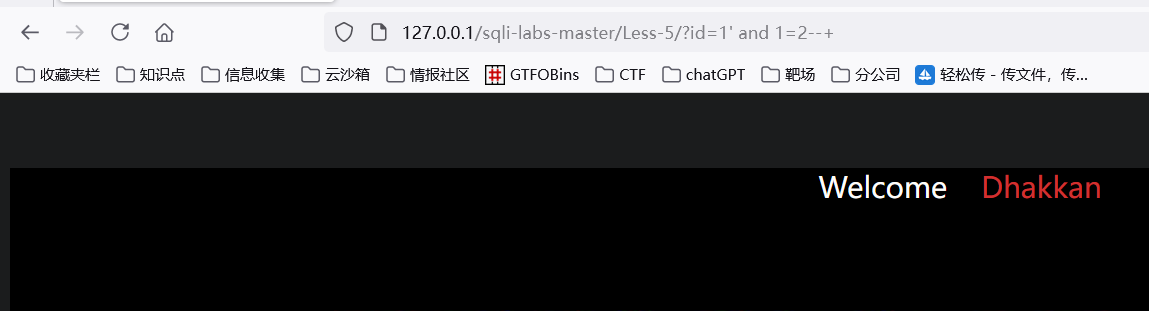 127.0.0.1/sqli-labs-master/Less-5/?id=1' and 1=2--+
收藏夹栏 知识点 信息收集 云沙箱 情报社区 GTFOBins CTF chatGPT 靶场 分公司 轻松传 - 传文件，传...
Welcome Dhakkan